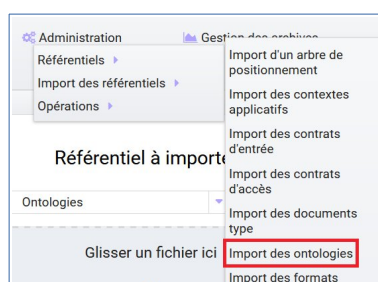 Administration
Gestion des archives
Référentiels
Import des référentiels
Opérations
Import d'un arbre de
positionnement
Import des contextes
applicatifs
Import des contrats
d'entrée
Import des contrats
d'accès
Import des documents
type
Import des ontologies
Import des formats
Référentiel à importe
Ontologies
Glisser un fichier ici